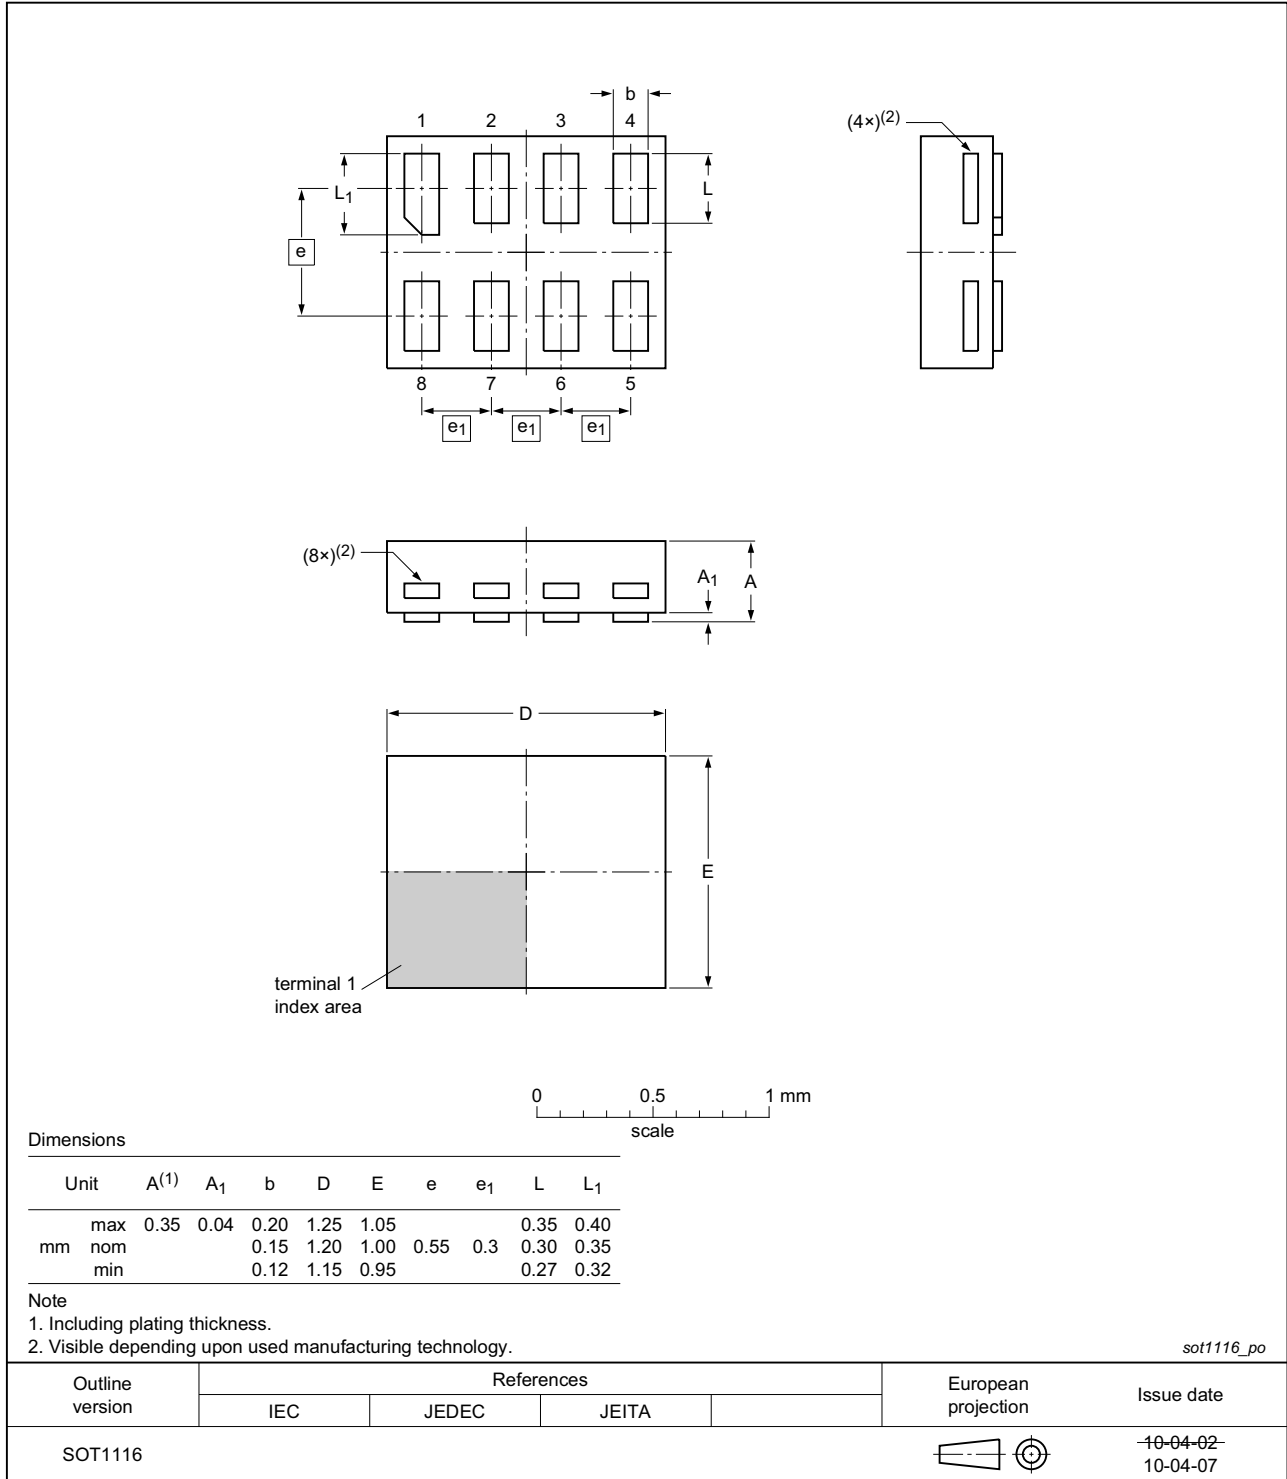 b
1 2 3 4
(4×)(2)
L1
L
e
8 7 6 5
e1 e1 e1
(8×)(2)
A1 A
D
E
terminal 1
index area
0 0.5 1 mm
scale
Dimensions
Unit A(1) A1 b D E e e1 L L1
max 0.35 0.04 0.20 1.25 1.05 0.35 0.40
mm nom 0.15 1.20 1.00 0.55 0.3 0.30 0.35
min 0.12 1.15 0.95 0.27 0.32
Note
1. Including plating thickness.
2. Visible depending upon used manufacturing technology.
sot1116_po
Outline
version
References
IEC JEDEC JEITA
European
projection
Issue date
SOT1116
10-04-02
10-04-07